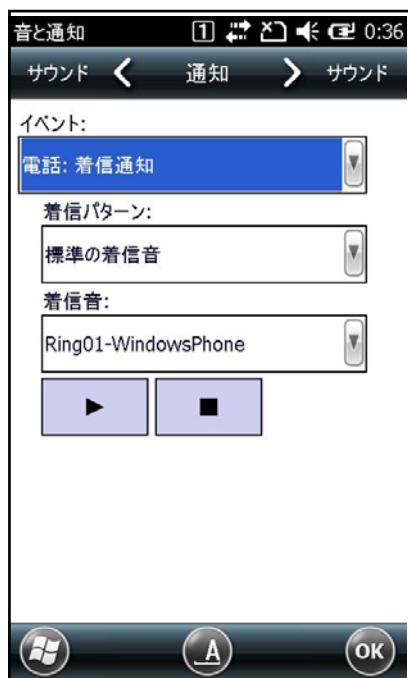 音と通知 1 0:36
サウンド 通知 サウンド
イベント:
電話: 着信通知
着信パターン:
標準の着信音
着信音:
Ring01-WindowsPhone
A OK